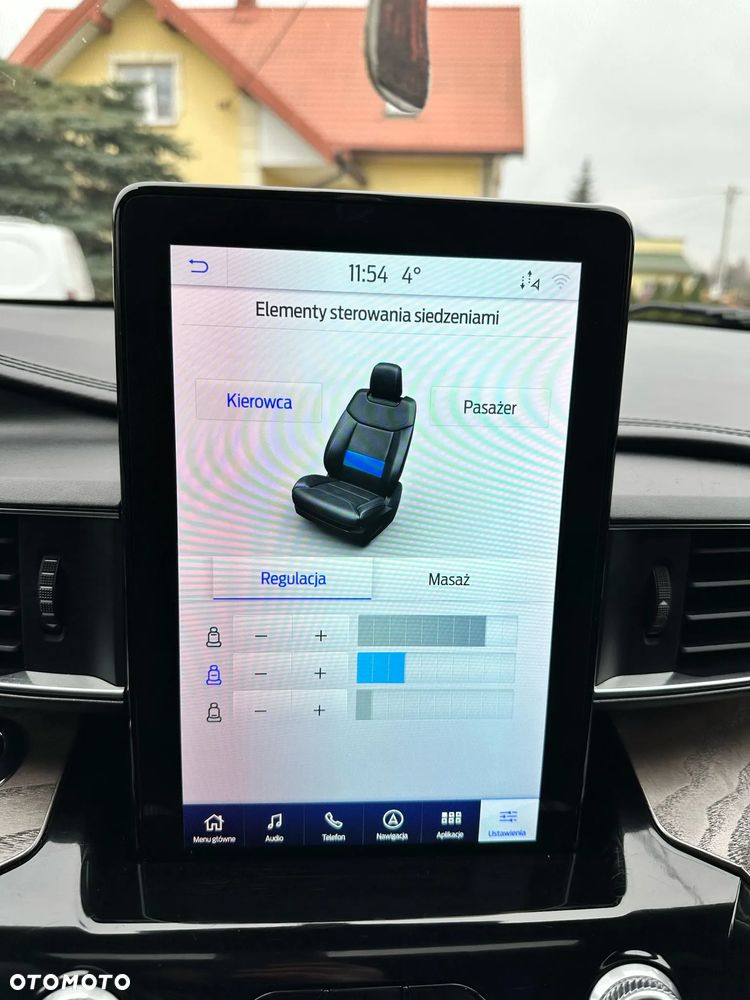 11:54 4°
Elementy sterowania siedzeniami
Kierowca Pasażer
Regulacja Masaż
− +
− +
− +
Menu główne Audio Telefon Nawigacja Aplikacje Ustawienia
OTOMOTO